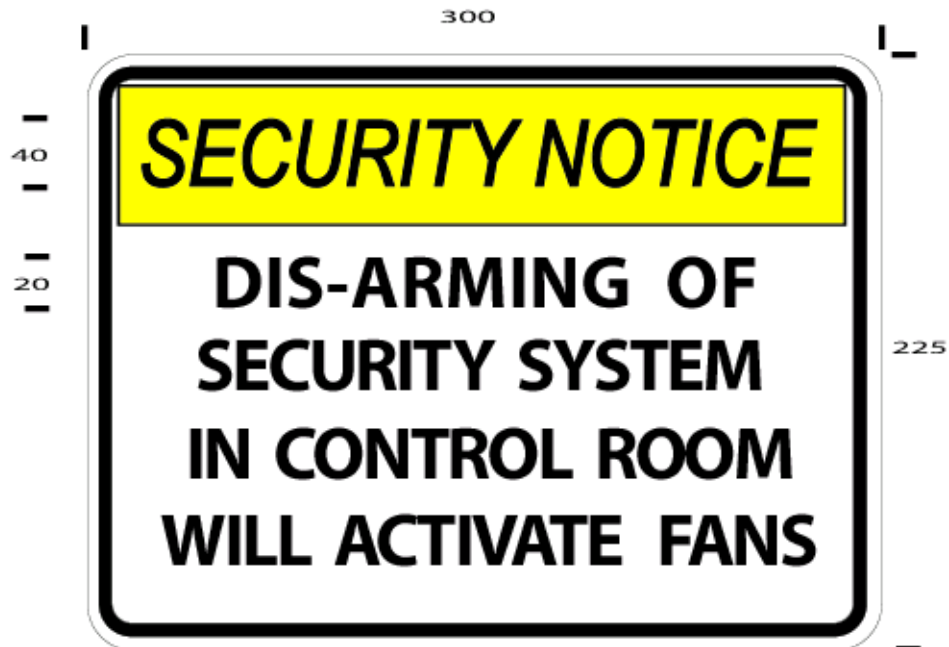 300
40
SECURITY NOTICE
20
DIS-ARMING OF
SECURITY SYSTEM
225
IN CONTROL ROOM
WILL ACTIVATE FANS